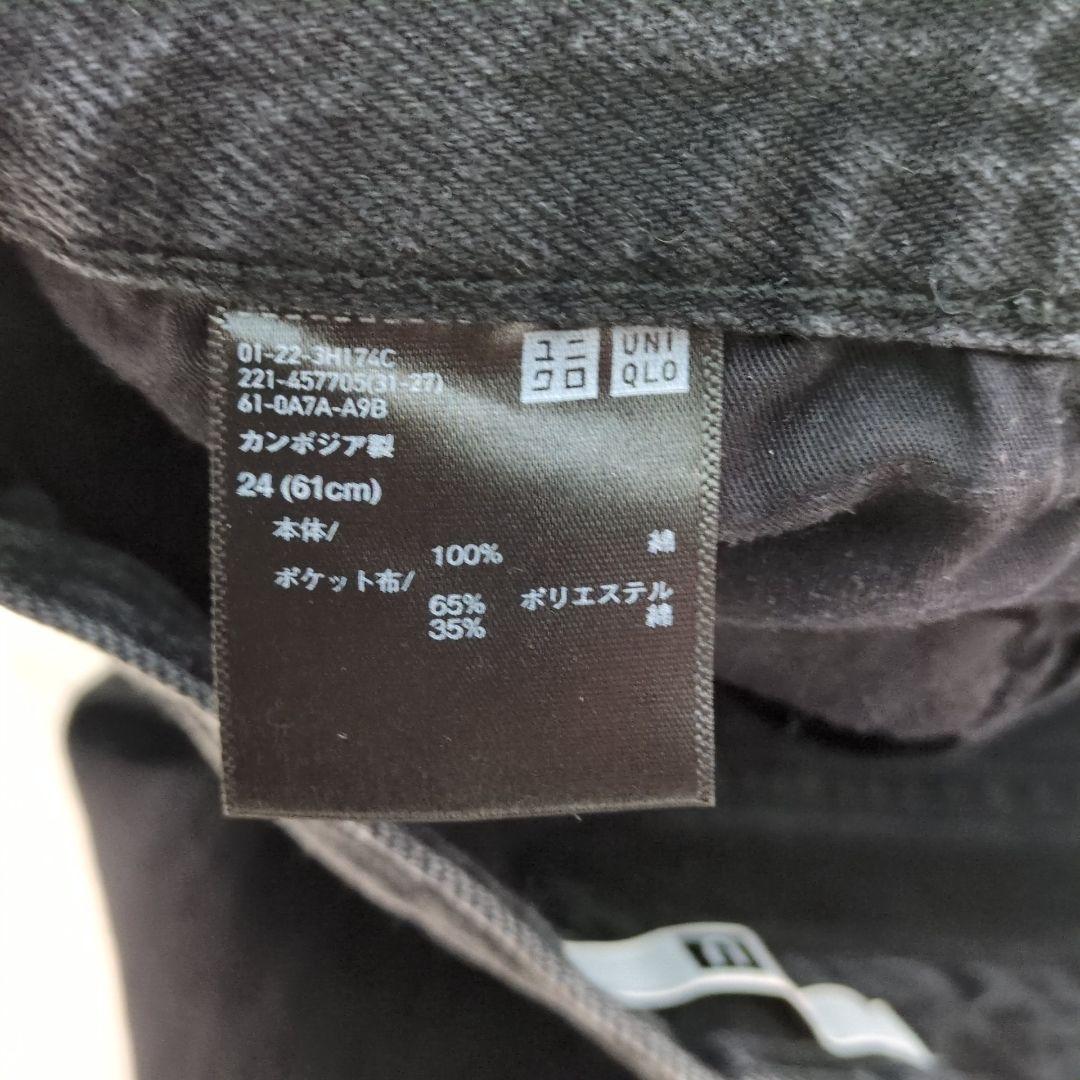 01-22-3H174C
221-457705(31-27)
61-0A7A-A9B
ユニ
クロ
UNI
QLO
カンボジア製
24 (61cm)
本体/
100% 綿
ポケット布/
65% ポリエステル
35% 綿